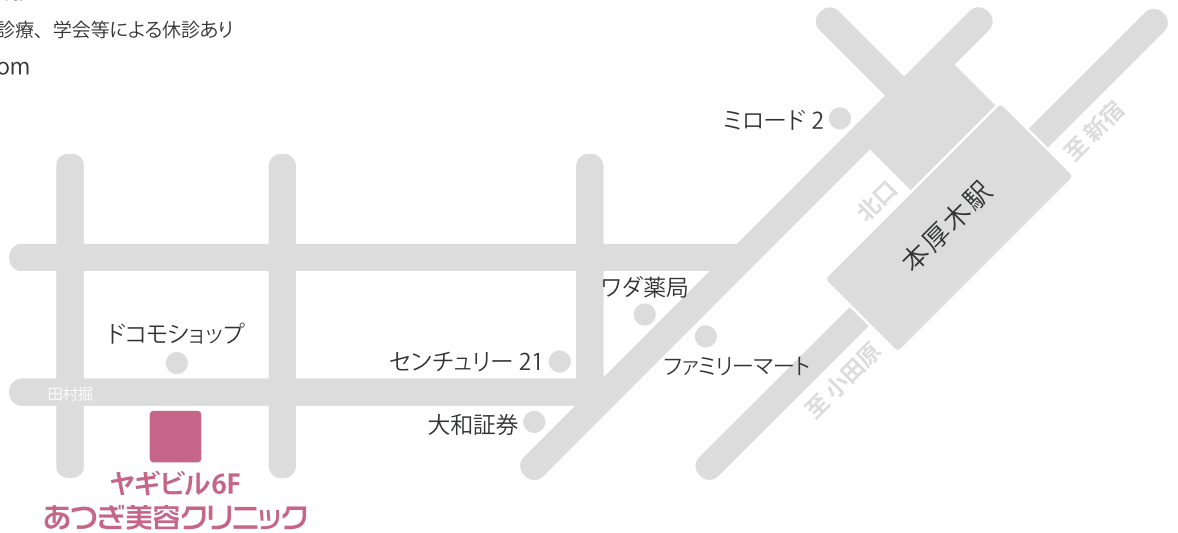 診療、学会等による休診あり
om
ミロード 2
至 新宿
北口
本厚木駅
ワダ薬局
ドコモショップ
センチュリー 21
ファミリーマート
至 小田原
田村掘
大和証券
ヤギビル6F
あつぎ美容クリニック